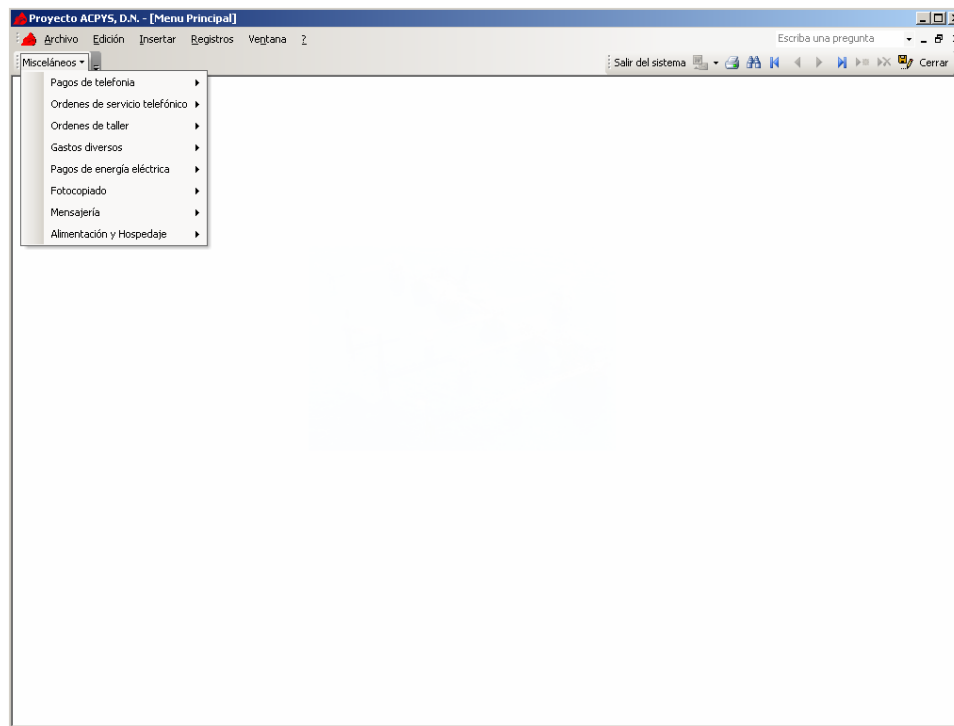 Proyecto ACPYS, D.N. - [Menu Principal]
Archivo Edición Insertar Registros Ventana ? Escriba una pregunta
Misceláneos Salir del sistema Cerrar
Pagos de telefonia
Ordenes de servicio telefónico
Ordenes de taller
Gastos diversos
Pagos de energía eléctrica
Fotocopiado
Mensajería
Alimentación y Hospedaje